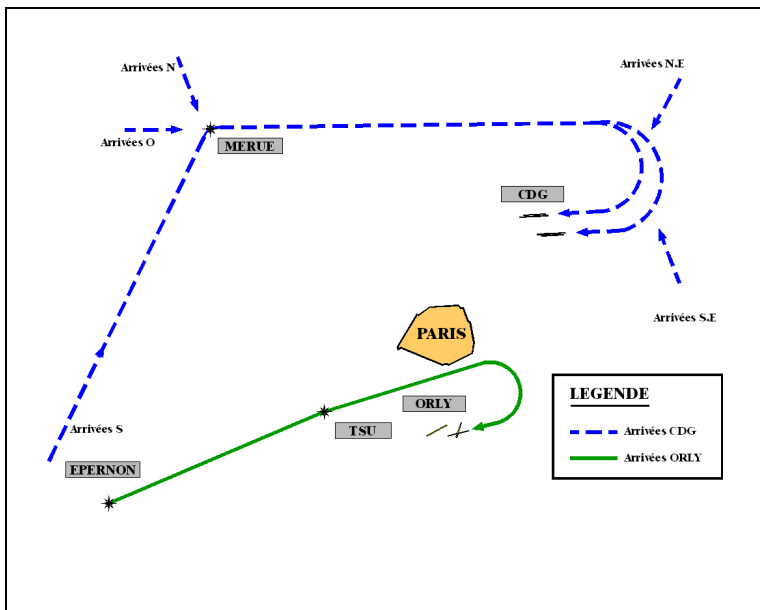 Arrivées N
Arrivées N.E
Arrivées O
MERUE
CDG
Arrivées S.E
PARIS
LEGENDE
ORLY
Arrivées S
TSU
Arrivées CDG
EPERNON
Arrivées ORLY